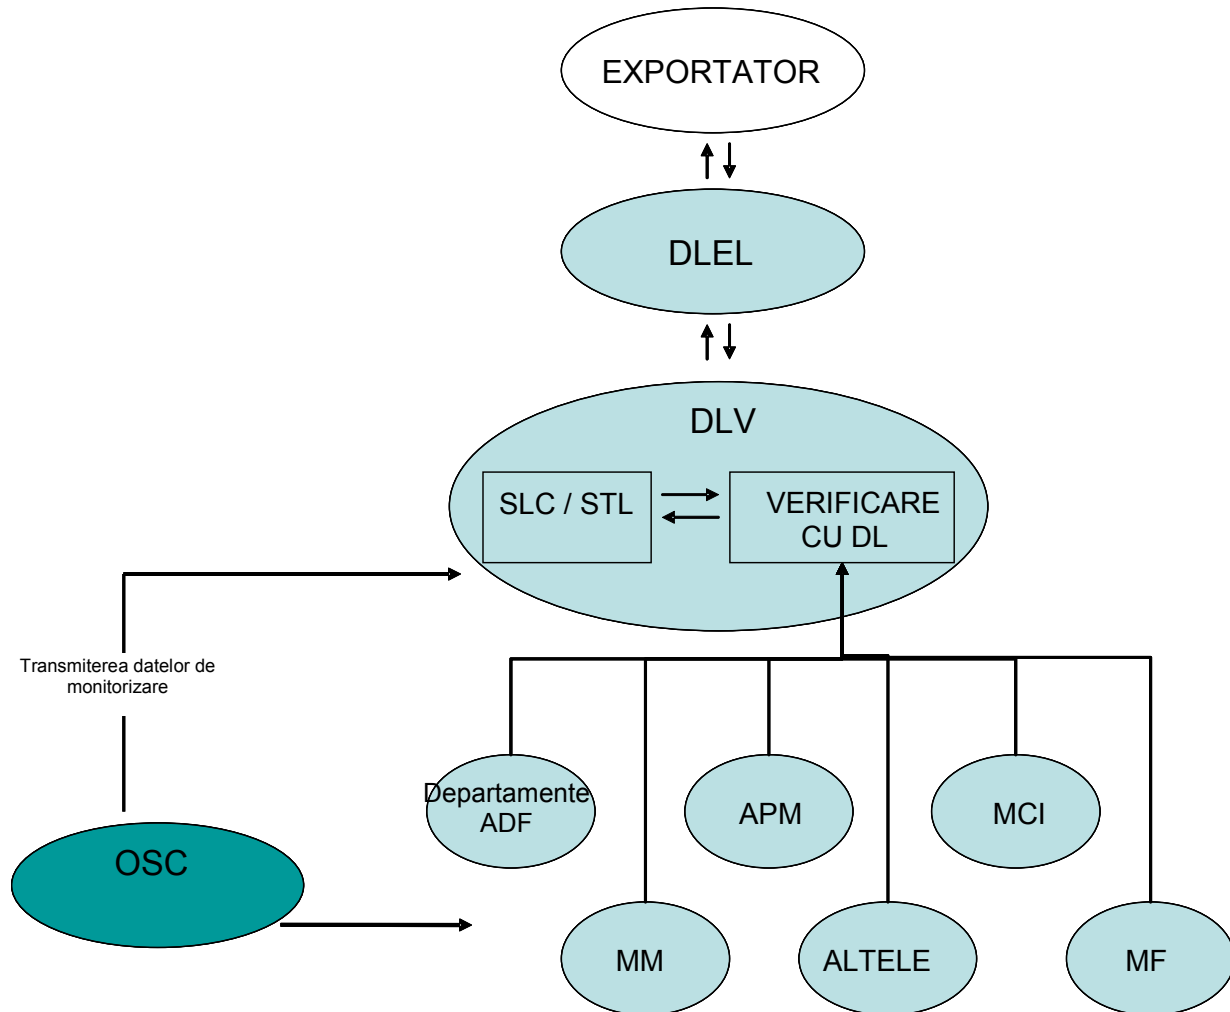 EXPORTATOR
DLEL
DLV
SLC / STL
VERIFICARE
CU DL
Transmiterea datelor de
monitorizare
Departamente
ADF
APM
MCI
OSC
MM
ALTELE
MF